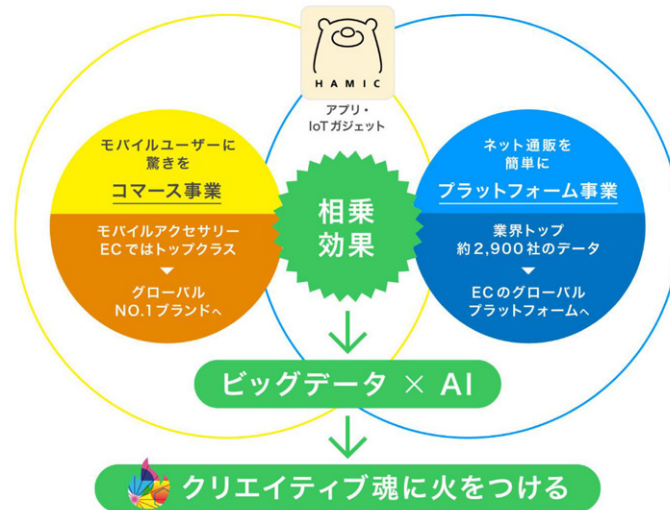 HAMIC
アプリ・
IoTガジェット
モバイルユーザーに
驚きを
コマース事業
モバイルアクセサリー
ECではトップクラス
グローバル
NO.1ブランドへ
相乗
効果
ネット通販を
簡単に
プラットフォーム事業
業界トップ
約2,900社のデータ
ECのグローバル
プラットフォームへ
ビッグデータ × AI
クリエイティブ魂に火をつける